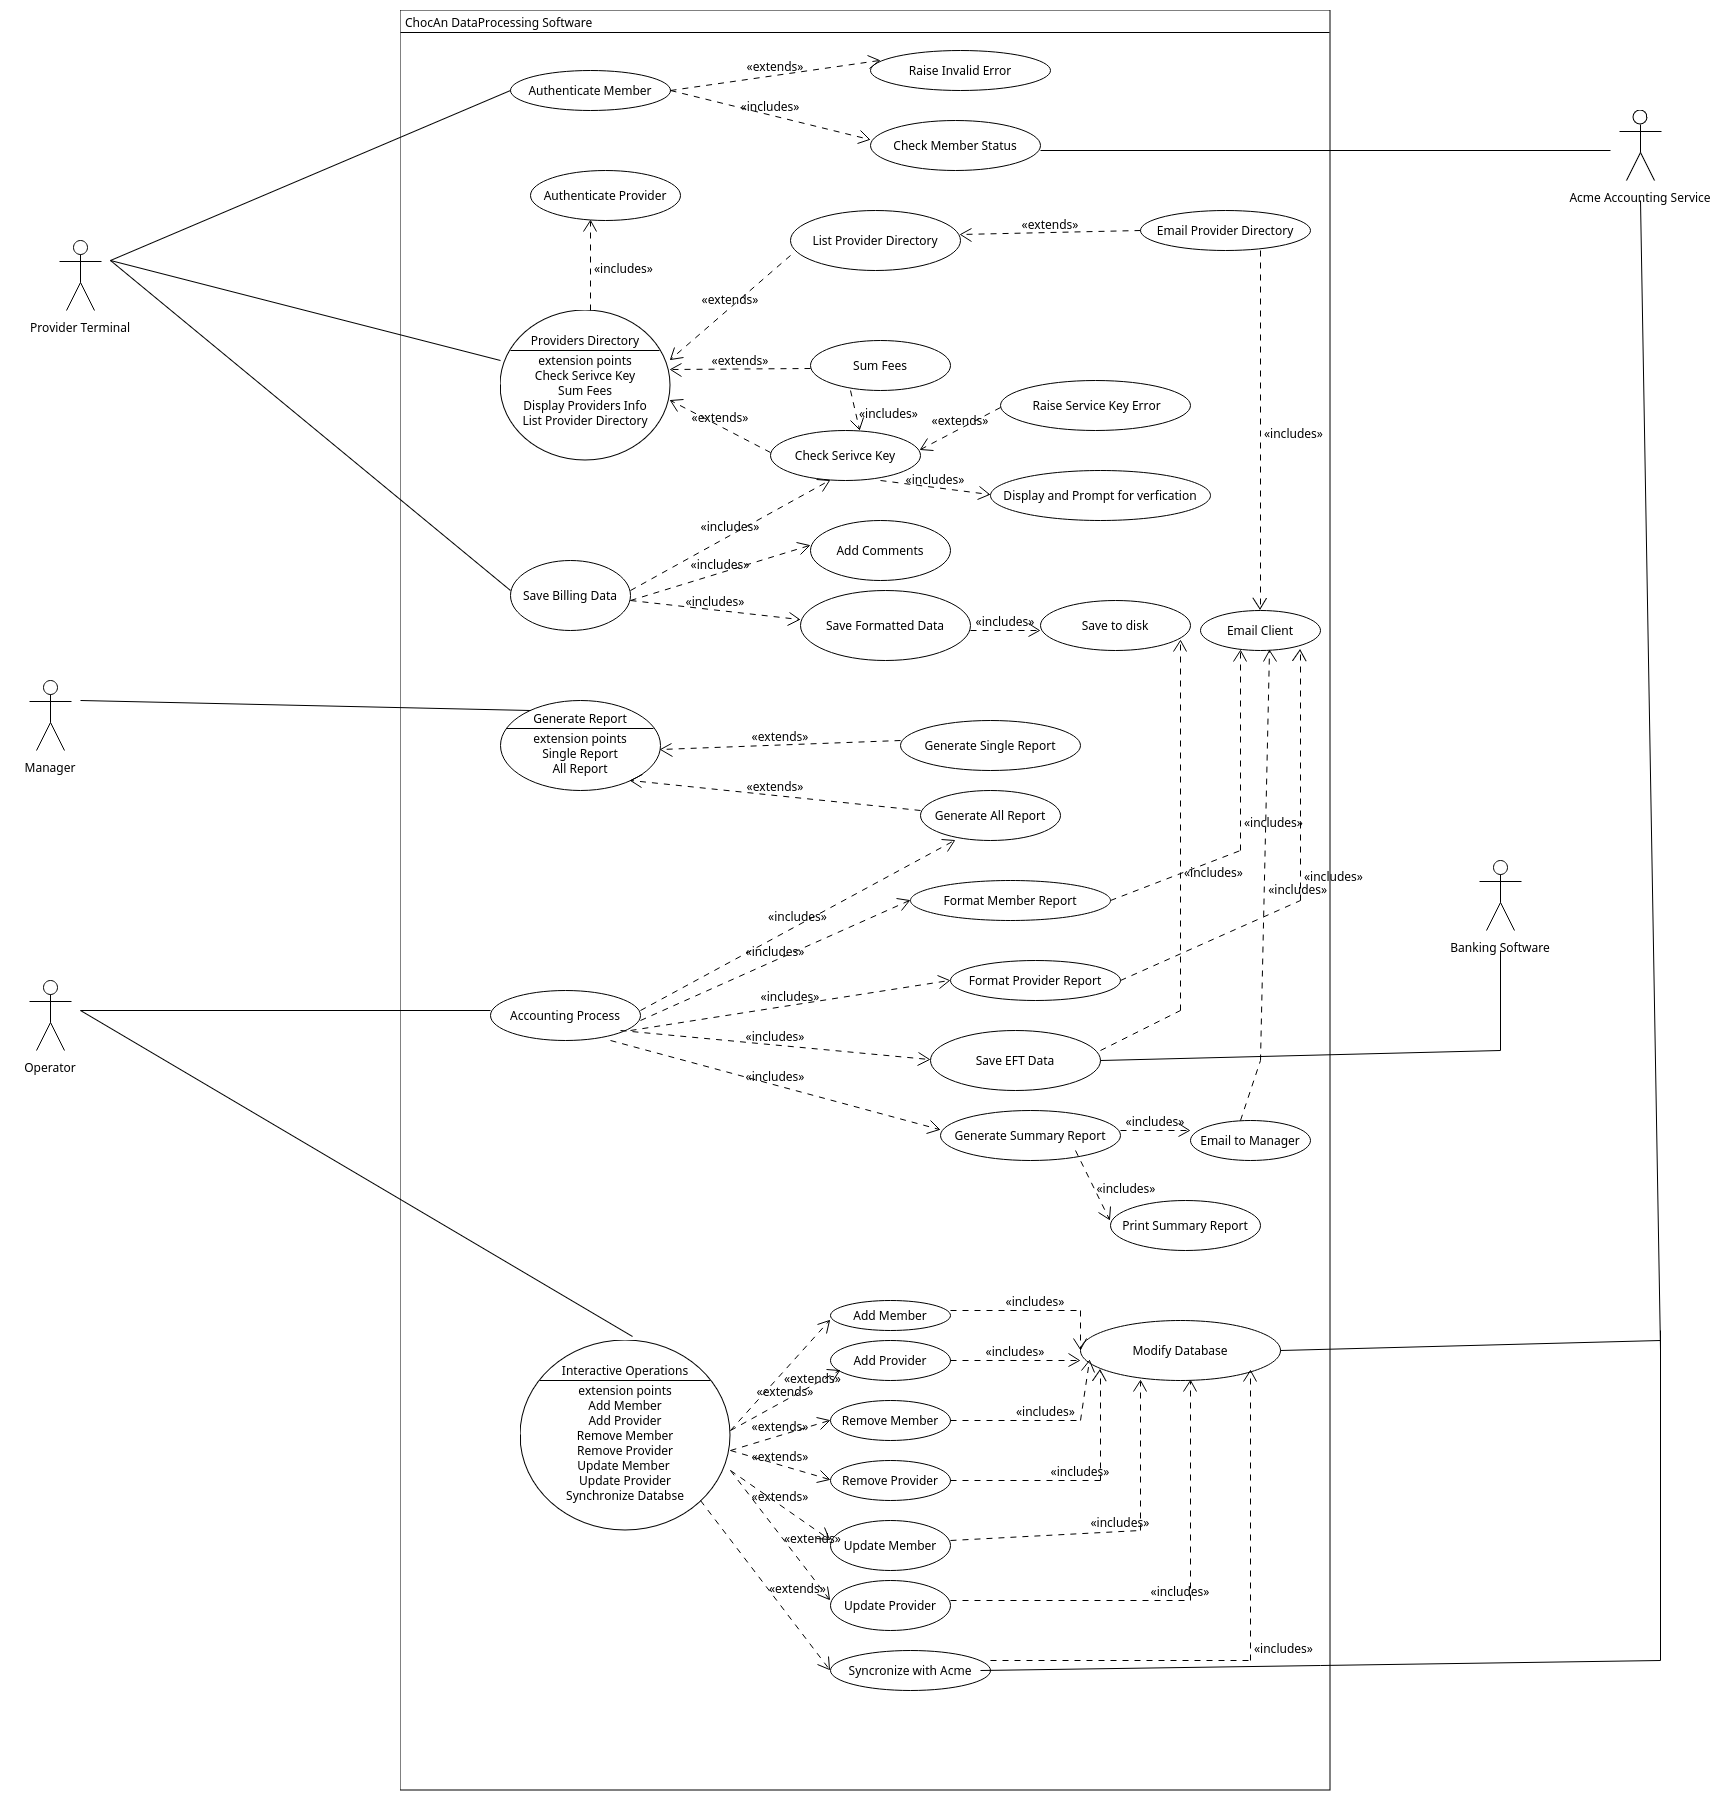 ChocAn DataProcessing Software
«extends»
Raise Invalid Error
Authenticate Member
«includes»
Check Member Status
Acme Accounting Service
Authenticate Provider
«includes»
List Provider Directory
«extends»
Email Provider Directory
Provider Terminal
«extends»
Providers Directory
extension points
Check Serivce Key
Sum Fees
Display Providers Info
List Provider Directory
«extends»
Sum Fees
«includes»
Raise Service Key Error
«extends»
«extends»
Check Serivce Key
«includes»
«includes»
Display and Prompt for verfication
«includes»
Add Comments
«includes»
Save Billing Data
«includes»
Save Formatted Data
«includes»
Save to disk
Email Client
Manager
Generate Report
extension points
Single Report
All Report
«extends»
Generate Single Report
«extends»
Generate All Report
«includes»
«includes»
«includes»
«includes»
Format Member Report
«includes»
«includes»
Banking Software
«includes»
Format Provider Report
Operator
Accounting Process
«includes»
Save EFT Data
«includes»
Generate Summary Report
«includes»
Email to Manager
«includes»
Print Summary Report
Add Member
«includes»
Modify Database
Add Provider
«includes»
Interactive Operations
extension points
Add Member
Add Provider
Remove Member
Remove Provider
Update Member
Update Provider
Synchronize Databse
«extends»
«extends»
«extends»
Remove Member
«includes»
«extends»
Remove Provider
«includes»
«extends»
Update Member
«includes»
«extends»
Update Provider
«includes»
«extends»
Syncronize with Acme
«includes»